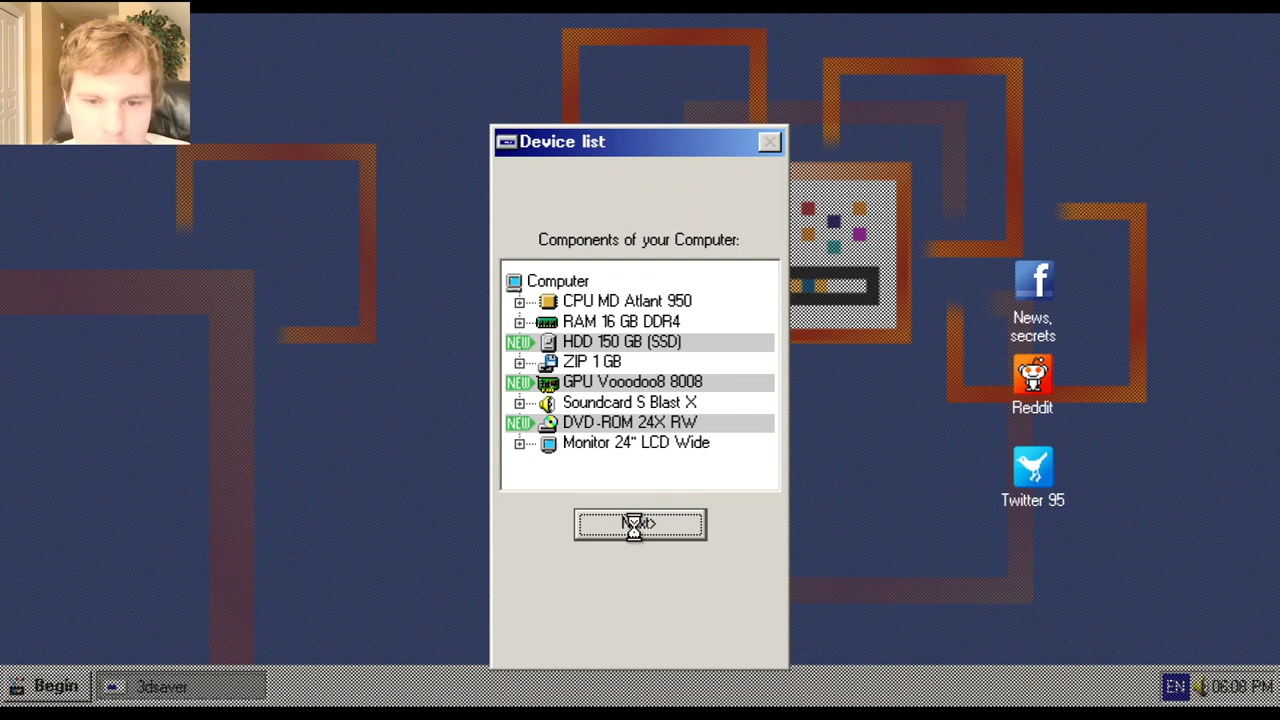 Device list
Components of your Computer:
Computer
CPU MD Atlant 950
RAM 16 GB DDR4
NEW HDD 150 GB (SSD)
ZIP 1 GB
NEW GPU Vooodoo8 8008
Soundcard S Blast X
NEW DVD-ROM 24X RW
Monitor 24" LCD Wide
Next>
News,
secrets
Reddit
Twitter 95
Begin
3dsaver
EN
06:08 PM